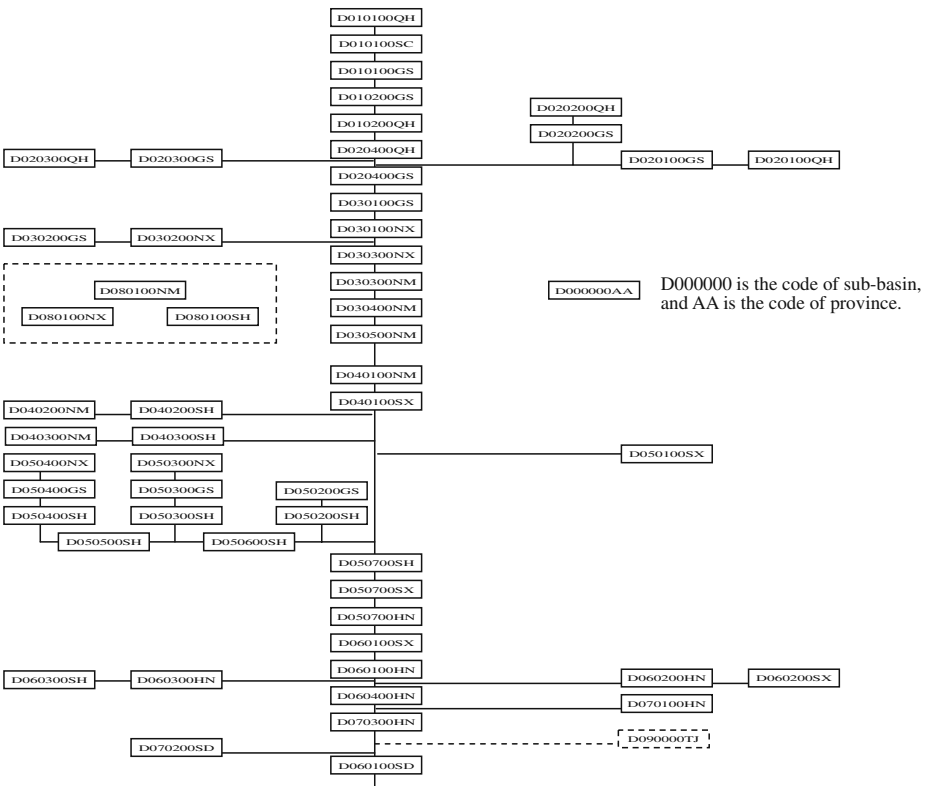 D010100QH
D010100SC
D010100GS
D010200GS
D010200QH
D020200QH
D020200GS
D020400QH
D020300QH
D020300GS
D020100GS
D020100QH
D020400GS
D030100GS
D030100NX
D030200GS
D030200NX
D030300NX
D080100NM
D080100NX
D080100SH
D030300NM
D000000AA
D000000 is the code of sub-basin,
and AA is the code of province.
D030400NM
D030500NM
D040100NM
D040100SX
D040200NM
D040200SH
D040300NM
D040300SH
D050100SX
D050400NX
D050300NX
D050400GS
D050300GS
D050200GS
D050400SH
D050300SH
D050200SH
D050500SH
D050600SH
D050700SH
D050700SX
D050700HN
D060100SX
D060100HN
D060300SH
D060300HN
D060200HN
D060200SX
D060400HN
D070100HN
D070300HN
D090000TJ
D070200SD
D060100SD